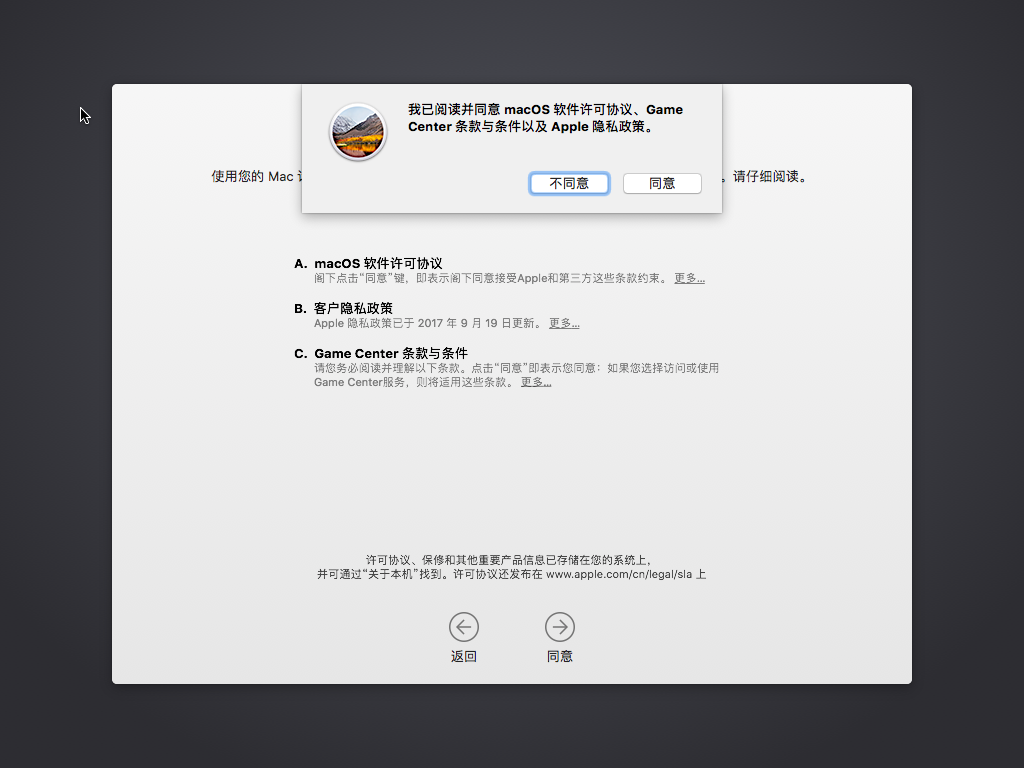 我已阅读并同意 macOS 软件许可协议、Game
Center 条款与条件以及 Apple 隐私政策。
不同意
同意
使用您的 Mac
。请仔细阅读。
A. macOS 软件许可协议
阁下点击“同意”键，即表示阁下同意接受Apple和第三方这些条款约束。 更多...
B. 客户隐私政策
Apple 隐私政策已于 2017 年 9 月 19 日更新。 更多...
C. Game Center 条款与条件
请您务必阅读并理解以下条款。点击“同意”即表示您同意：如果您选择访问或使用
Game Center服务，则将适用这些条款。 更多...
许可协议、保修和其他重要产品信息已存储在您的系统上，
并可通过“关于本机”找到。许可协议还发布在 www.apple.com/cn/legal/sla 上
返回
同意